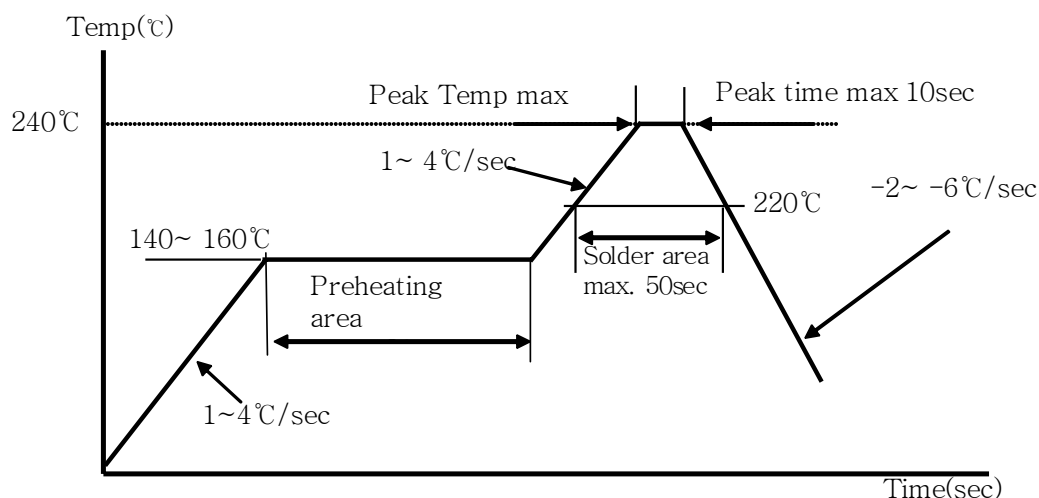 Temp(℃)
Peak Temp max
Peak time max 10sec
240℃
1~ 4℃/sec
-2~ -6℃/sec
220℃
140~ 160℃
Solder area
max. 50sec
Preheating
area
1~4℃/sec
Time(sec)